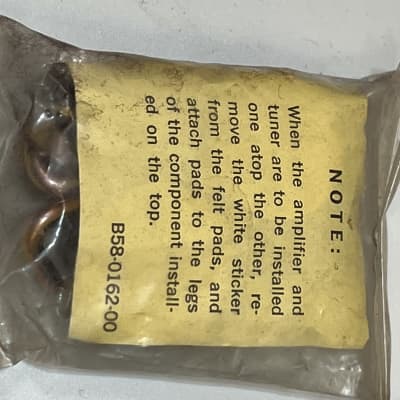 NOTE:
When the amplifier and
tuner are to be installed
one atop the other, re-
move the white sticker
from the felt pads, and
attach pads to the legs
of the component install-
ed on the top.
B58-0162-00